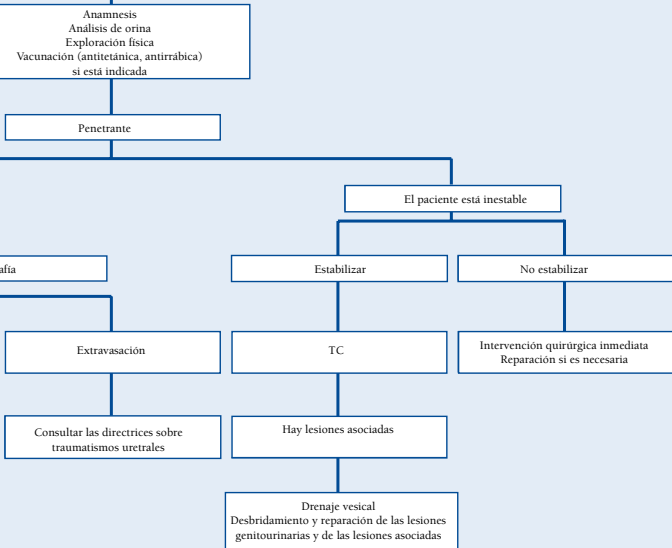 Anamnesis
Análisis de orina
Exploración física
Vacunación (antitetánica, antirrábica)
si está indicada
Penetrante
El paciente está inestable
afía
Estabilizar
No estabilizar
Extravasación
TC
Intervención quirúrgica inmediata
Reparación si es necesaria
Consultar las directrices sobre
traumatismos uretrales
Hay lesiones asociadas
Drenaje vesical
Desbridamiento y reparación de las lesiones
genitourinarias y de las lesiones asociadas